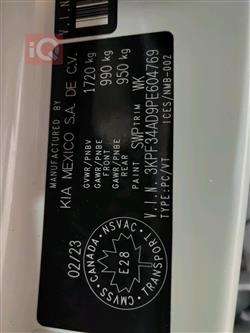 iQ
V.I.N.
MANUFACTURED BY
KIA MEXICO S.A. DE C.V.
GVWR/PNBV 1720 kg
GAWR/PNBE FRONT 990 kg
GAWR/PNBE REAR 950 kg
PAINT SWP TRIM WK
V.I.N. 3KPF34AD9PE604769
TYPE:PC/VT ICES/NMB-002
02/23
CANADA
NSVAC
TRANSPORT
CMVSS
E28